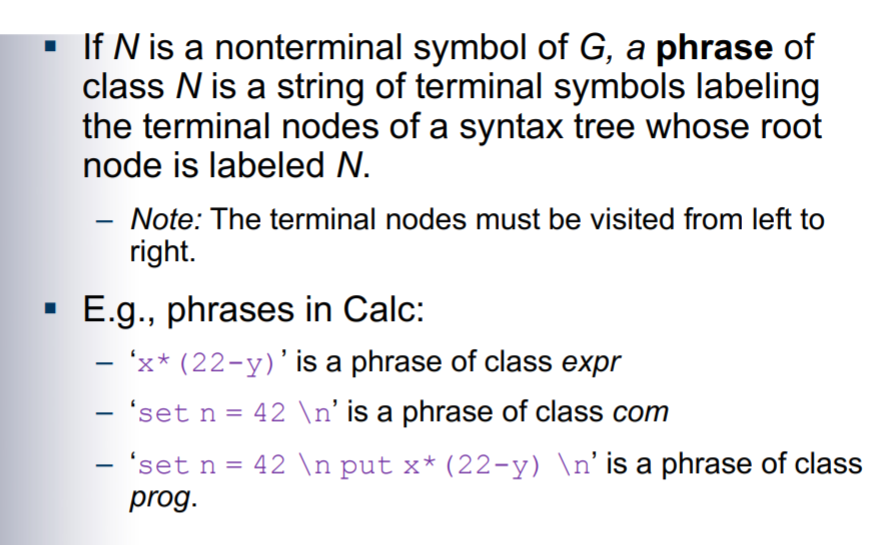 ▪ If N is a nonterminal symbol of G, a phrase of
class N is a string of terminal symbols labeling
the terminal nodes of a syntax tree whose root
node is labeled N.
– Note: The terminal nodes must be visited from left to
right.
▪ E.g., phrases in Calc:
– ‘x*(22-y)’ is a phrase of class expr
– ‘set n = 42 \n’ is a phrase of class com
– ‘set n = 42 \n put x*(22-y) \n’ is a phrase of class
prog.